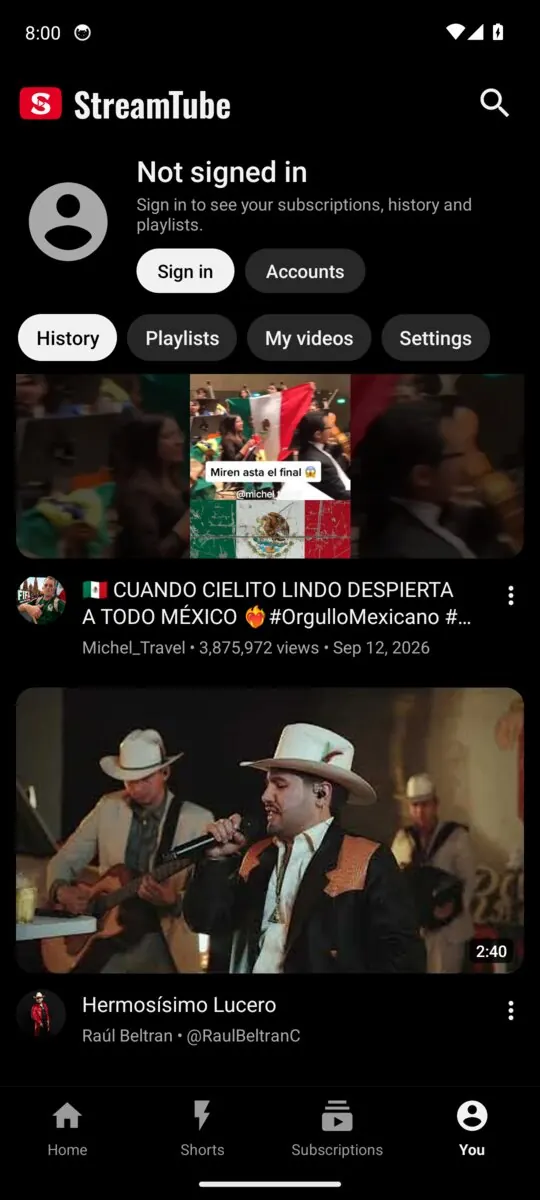 8:00
StreamTube
Not signed in
Sign in to see your subscriptions, history and
playlists.
Sign in
Accounts
History
Playlists
My videos
Settings
Miren asta el final 😱
@michel_
🇲🇽 CUANDO CIELITO LINDO DESPIERTA
A TODO MÉXICO ❤️‍🔥 #OrgulloMexicano #...
Michel_Travel • 3,875,972 views • Sep 12, 2026
2:40
Hermosísimo Lucero
Raúl Beltran • @RaulBeltranC
Home
Shorts
Subscriptions
You